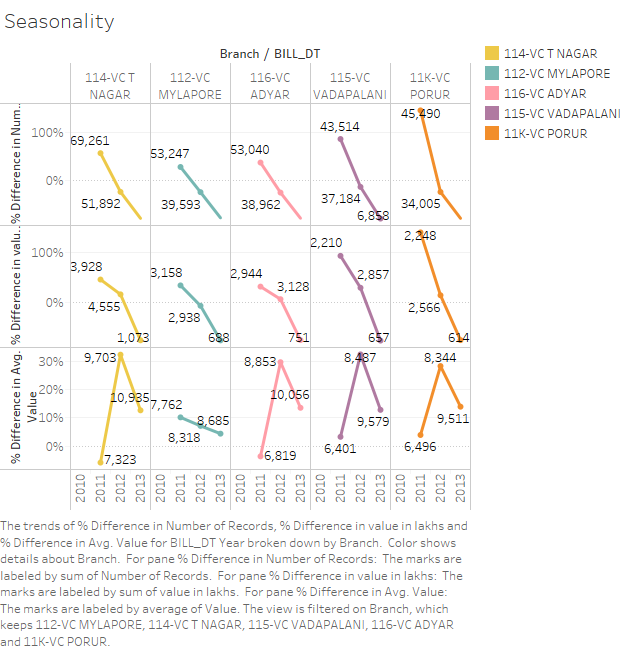 Seasonality
Branch / BILL_DT
114-VC T NAGAR
112-VC MYLAPORE
116-VC ADYAR
115-VC VADAPALANI
11K-VC PORUR
114-VC T
NAGAR
112-VC
MYLAPORE
116-VC
ADYAR
115-VC
VADAPALANI
11K-VC
PORUR
% Difference in Num..
100%
0%
69,261
51,892
53,247
39,593
53,040
38,962
43,514
37,184
6,858
45,490
34,005
% Difference in valu..
100%
0%
3,928
4,555
1,073
3,158
2,938
688
2,944
3,128
751
2,210
2,857
657
2,248
2,566
614
% Difference in Avg.
Value
30%
20%
10%
0%
9,703
10,935
7,323
7,762
8,318
8,685
8,853
10,056
6,819
8,487
9,579
6,401
8,344
9,511
6,496
2010 2011 2012 2013 2010 2011 2012 2013 2010 2011 2012 2013 2010 2011 2012 2013 2010 2011 2012 2013
The trends of % Difference in Number of Records, % Difference in value in lakhs and
% Difference in Avg. Value for BILL_DT Year broken down by Branch.  Color shows
details about Branch.  For pane % Difference in Number of Records:  The marks are
labeled by sum of Number of Records.  For pane % Difference in value in lakhs:  The
marks are labeled by sum of value in lakhs.  For pane % Difference in Avg. Value:
The marks are labeled by average of Value. The view is filtered on Branch, which
keeps 112-VC MYLAPORE, 114-VC T NAGAR, 115-VC VADAPALANI, 116-VC ADYAR
and 11K-VC PORUR.